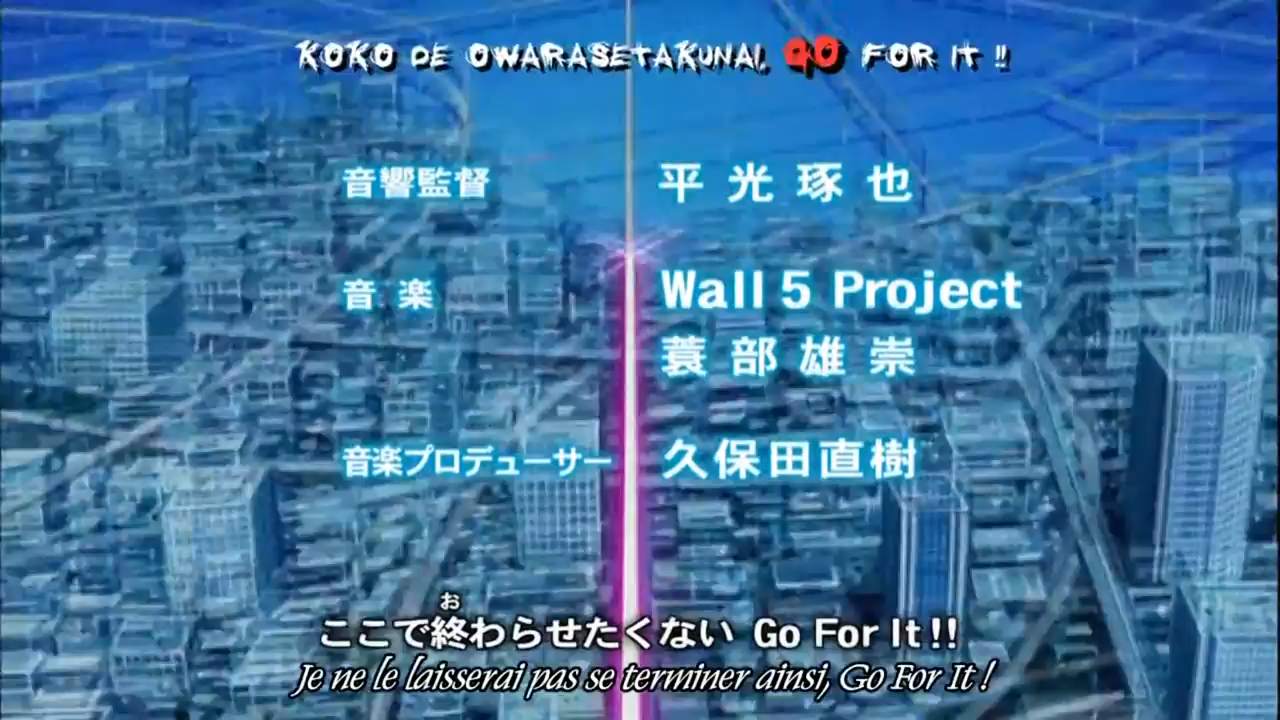 KOKO DE OWARASETAKUNAI, GO FOR IT !!
音響監督 平光琢也
音楽 Wall 5 Project
蓑部雄崇
音楽プロデューサー 久保田直樹
お
ここで終わらせたくない Go For It!!
Je ne le laisserai pas se terminer ainsi, Go For It !